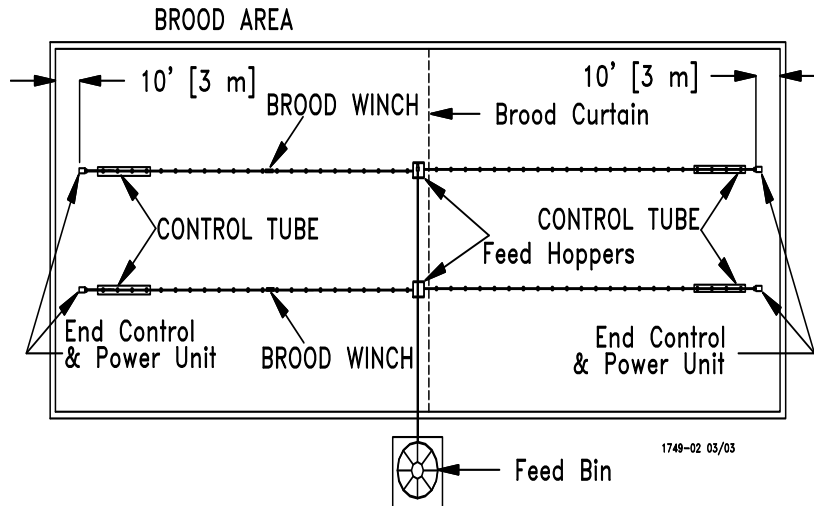 BROOD AREA
10' [3 m]
10' [3 m]
BROOD WINCH
Brood Curtain
CONTROL TUBE
CONTROL TUBE
Feed Hoppers
End Control
& Power Unit
BROOD WINCH
End Control
& Power Unit
1749-02 03/03
Feed Bin